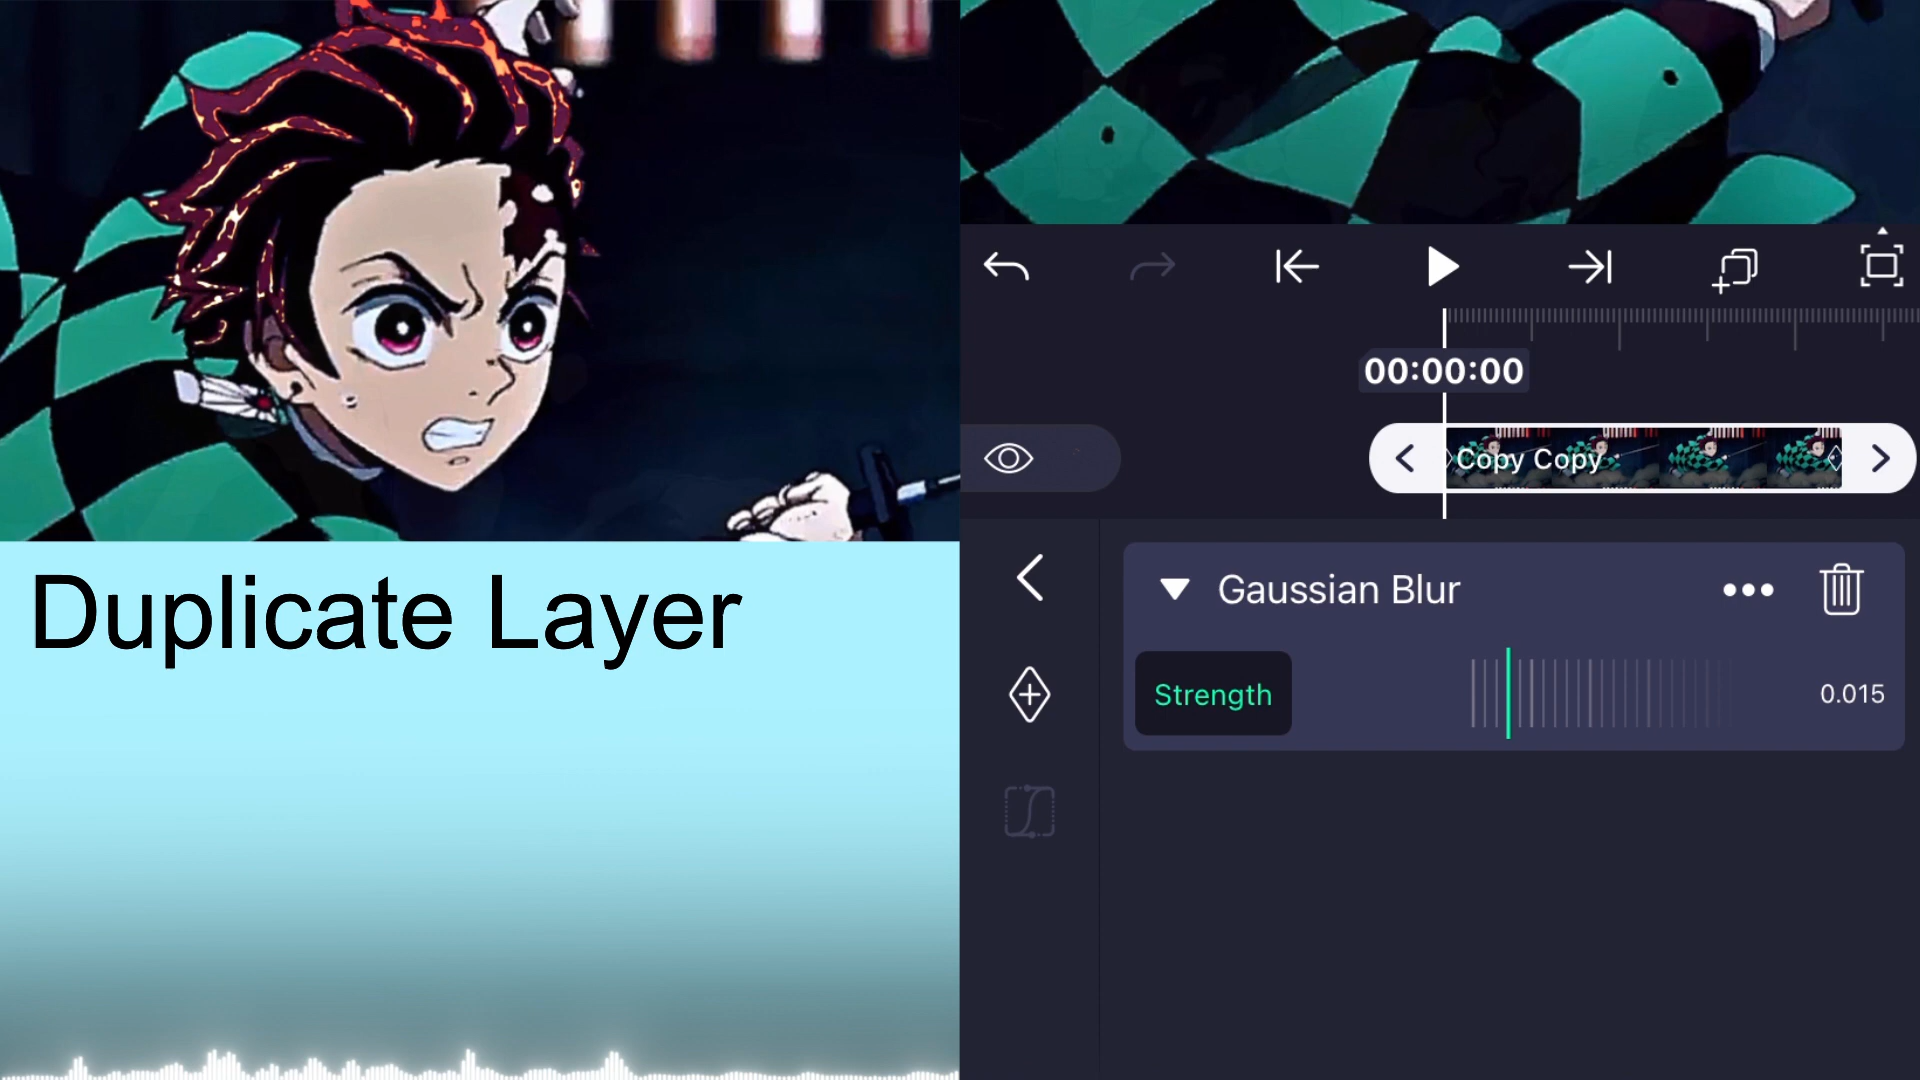 Duplicate Layer
00:00:00
Copy Copy
Gaussian Blur
Strength
0.015